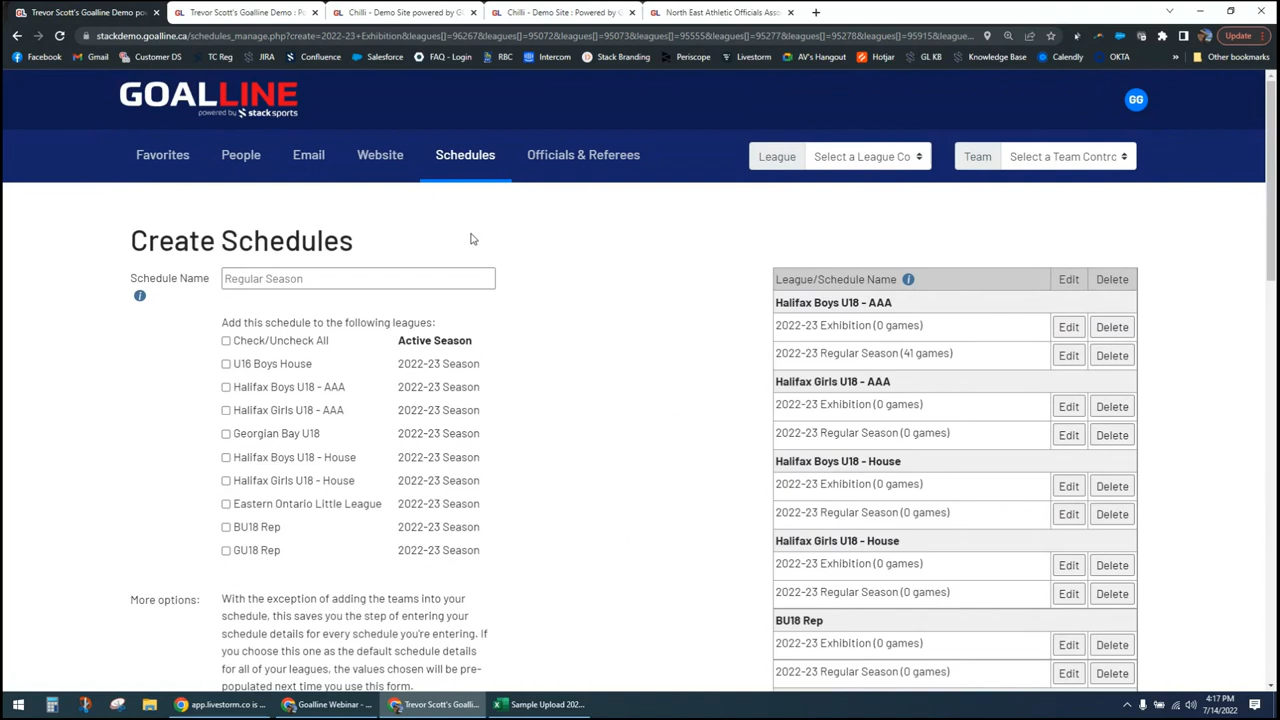 Trevor Scott's Goalline Demo pow
Trevor Scott's Goalline Demo : P
Chilli - Demo Site powered by G
Chilli - Demo Site : Powered by G
North East Athletic Officials Asso
stackdemo.goalline.ca/schedules_manage.php?create=2022-23+Exhibition&leagues[]=96267&leagues[]=95072&leagues[]=95073&leagues[]=95555&leagues[]=95277&leagues[]=95278&leagues[]=95915&league...
Update
Facebook
Gmail
Customer DS
TC Reg
JIRA
Confluence
Salesforce
FAQ - Login
RBC
Intercom
Stack Branding
Periscope
Livestorm
AV's Hangout
Hotjar
GL KB
Knowledge Base
Calendly
OKTA
»
Other bookmarks
GOALLINE
powered by stack sports
GG
Favorites
People
Email
Website
Schedules
Officials & Referees
League
Select a League Co
Team
Select a Team Contro
Create Schedules
Schedule Name
Regular Season
Add this schedule to the following leagues:
Check/Uncheck All Active Season
U16 Boys House 2022-23 Season
Halifax Boys U18 - AAA 2022-23 Season
Halifax Girls U18 - AAA 2022-23 Season
Georgian Bay U18 2022-23 Season
Halifax Boys U18 - House 2022-23 Season
Halifax Girls U18 - House 2022-23 Season
Eastern Ontario Little League 2022-23 Season
BU18 Rep 2022-23 Season
GU18 Rep 2022-23 Season
More options:
With the exception of adding the teams into your
schedule, this saves you the step of entering your
schedule details for every schedule you're entering. If
you choose this one as the default schedule details
for all of your leagues, the values chosen will be pre-
populated next time you use this form.
League/Schedule Name Edit Delete
Halifax Boys U18 - AAA
2022-23 Exhibition (0 games) Edit Delete
2022-23 Regular Season (41 games) Edit Delete
Halifax Girls U18 - AAA
2022-23 Exhibition (0 games) Edit Delete
2022-23 Regular Season (0 games) Edit Delete
Halifax Boys U18 - House
2022-23 Exhibition (0 games) Edit Delete
2022-23 Regular Season (0 games) Edit Delete
Halifax Girls U18 - House
2022-23 Exhibition (0 games) Edit Delete
2022-23 Regular Season (0 games) Edit Delete
BU18 Rep
2022-23 Exhibition (0 games) Edit Delete
2022-23 Regular Season (0 games) Edit Delete
app.livestorm.co is ...
Goalline Webinar - ...
Trevor Scott's Goalli...
Sample Upload 202...
4:17 PM
7/14/2022